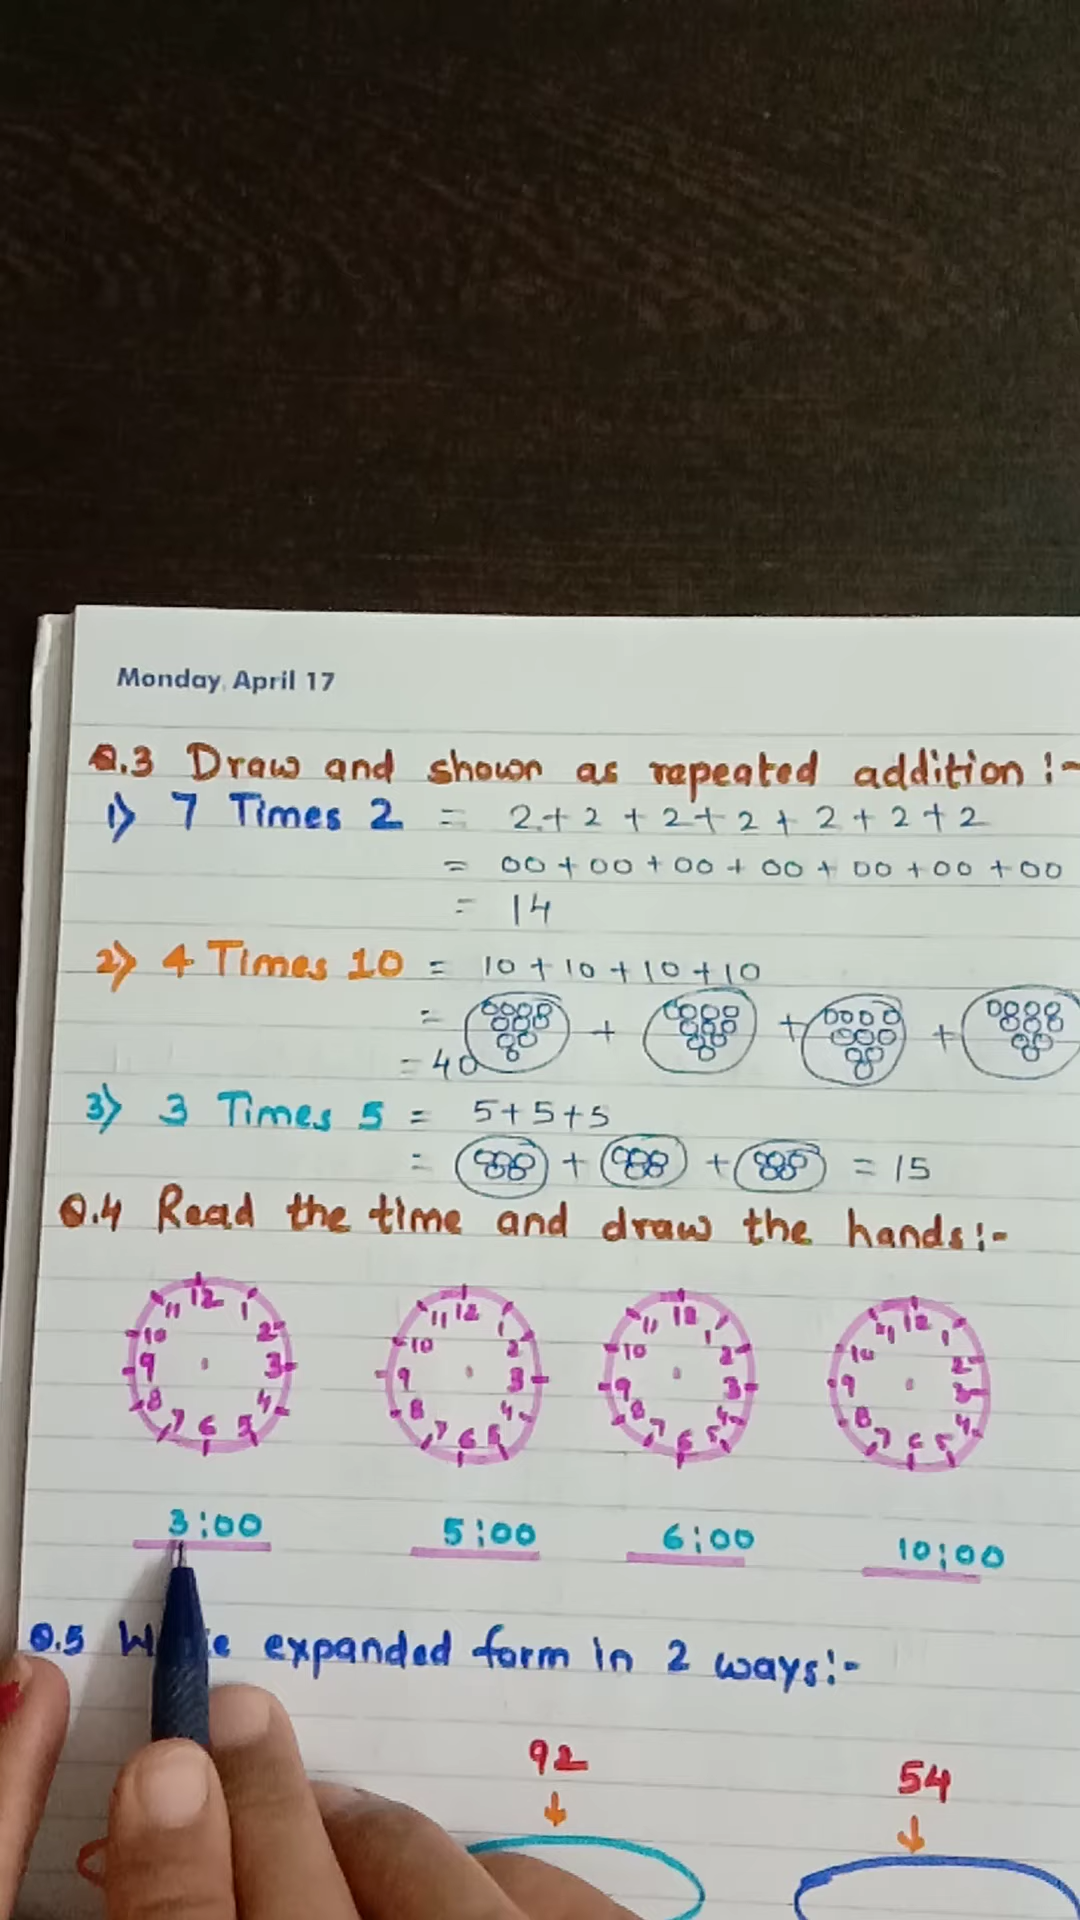 Monday, April 17
Q.3 Draw and shown as repeated addition :-
1) 7 Times 2 = 2 + 2 + 2 + 2 + 2 + 2 + 2
= 00 + 00 + 00 + 00 + 00 + 00 + 00
= 14
2) 4 Times 10 = 10 + 10 + 10 + 10
= + + +
= 40
3) 3 Times 5 = 5 + 5 + 5
= + + = 15
Q.4 Read the time and draw the hands :-
12 1 2 3 4 5 6 7 8 9 10 11
12 1 2 3 4 5 6 7 8 9 10 11
12 1 2 3 4 5 6 7 8 9 10 11
12 1 2 3 4 5 6 7 8 9 10 11
3:00 5:00 6:00 10:00
Q.5 expanded form in 2 ways :-
92 54